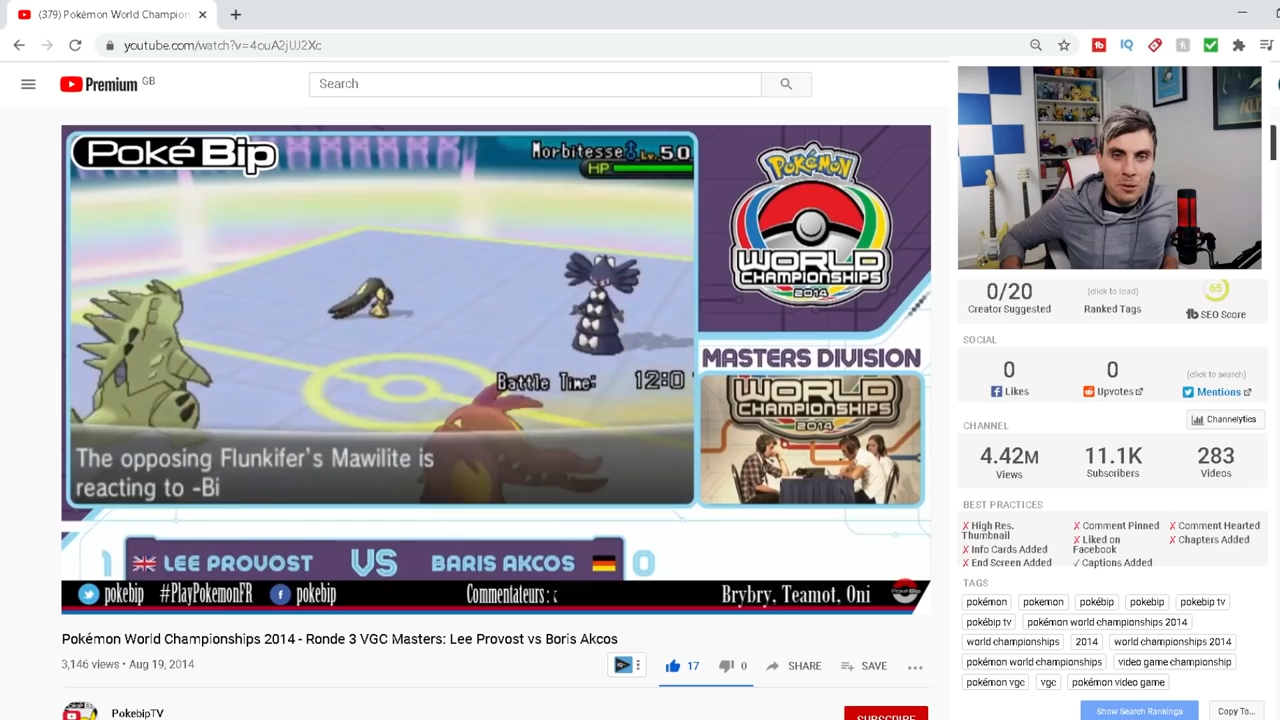 (379) Pokémon World Champion
youtube.com/watch?v=4ouA2jUJ2Xc
Premium GB
Search
Poké Bip
Morbitesse Lv.50
HP
Pokémon
WORLD
CHAMPIONSHIPS
2014
MASTERS DIVISION
WORLD
CHAMPIONSHIPS
2014
Battle Time: 12:0
The opposing Flunkifer's Mawilite is
reacting to -Bi
1 LEE PROVOST VS BARIS AKCOS 0
pokebip #PlayPokemonFR pokebip Commentateurs : Brybry, Teamot, Oni
Pokémon World Championships 2014 - Ronde 3 VGC Masters: Lee Provost vs Boris Akcos
3,146 views • Aug 19, 2014
17 0 SHARE SAVE
PokebipTV
SUBSCRIBE
0/20 (click to load) 65
Creator Suggested Ranked Tags tb SEO Score
SOCIAL
0 0 (click to search)
Likes Upvotes Mentions
CHANNEL Channelytics
4.42M 11.1K 283
Views Subscribers Videos
BEST PRACTICES
✗ High Res. Thumbnail ✗ Comment Pinned ✗ Comment Hearted
✗ Info Cards Added ✗ Liked on Facebook ✗ Chapters Added
✗ End Screen Added ✓ Captions Added
TAGS
pokémon pokemon pokébip pokebip pokebip tv
pokébip tv pokémon world championships 2014
world championships 2014 world championships 2014
pokémon world championships video game championship
pokémon vgc vgc pokémon video game
Show Search Rankings Copy To...